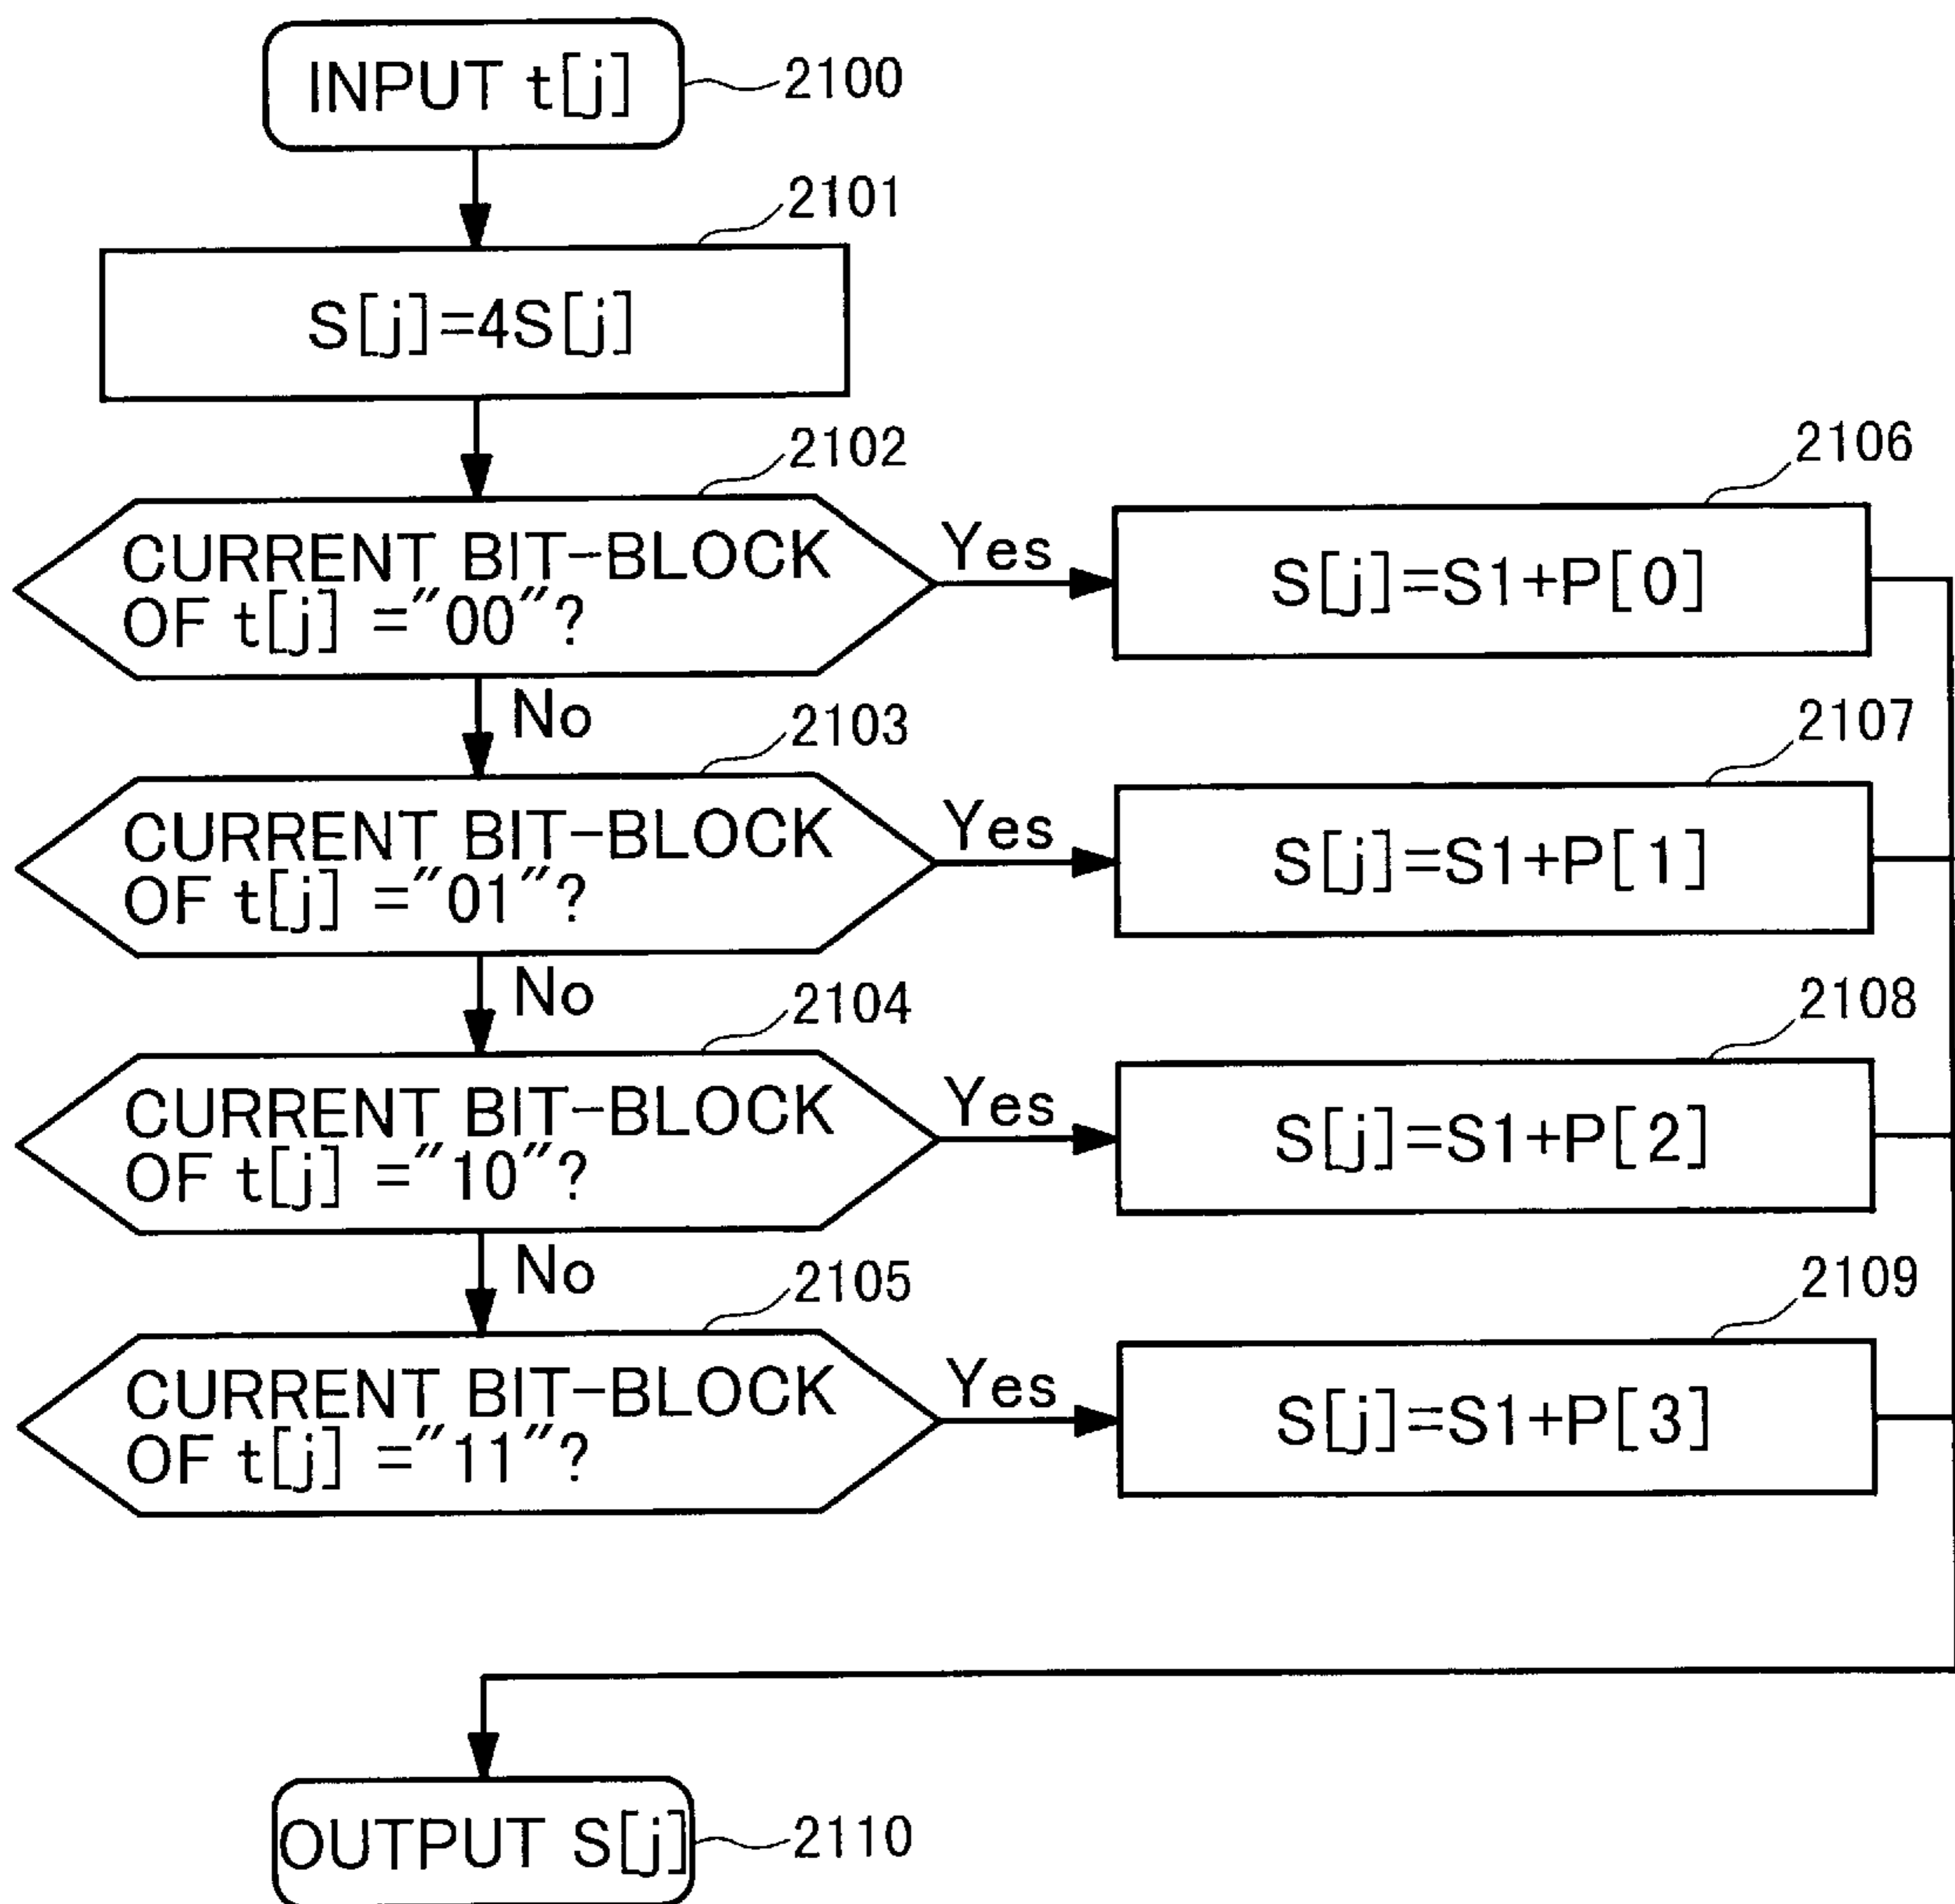 INPUT t[j]
2100
2101
S[j]=4S[j]
2102
CURRENT BIT-BLOCK
OF t[j] ="00"?
Yes
2106
S[j]=S1+P[0]
No
2103
CURRENT BIT-BLOCK
OF t[j] ="01"?
Yes
2107
S[j]=S1+P[1]
No
2104
CURRENT BIT-BLOCK
OF t[j] ="10"?
Yes
2108
S[j]=S1+P[2]
No
2105
CURRENT BIT-BLOCK
OF t[j] ="11"?
Yes
2109
S[j]=S1+P[3]
OUTPUT S[j]
2110